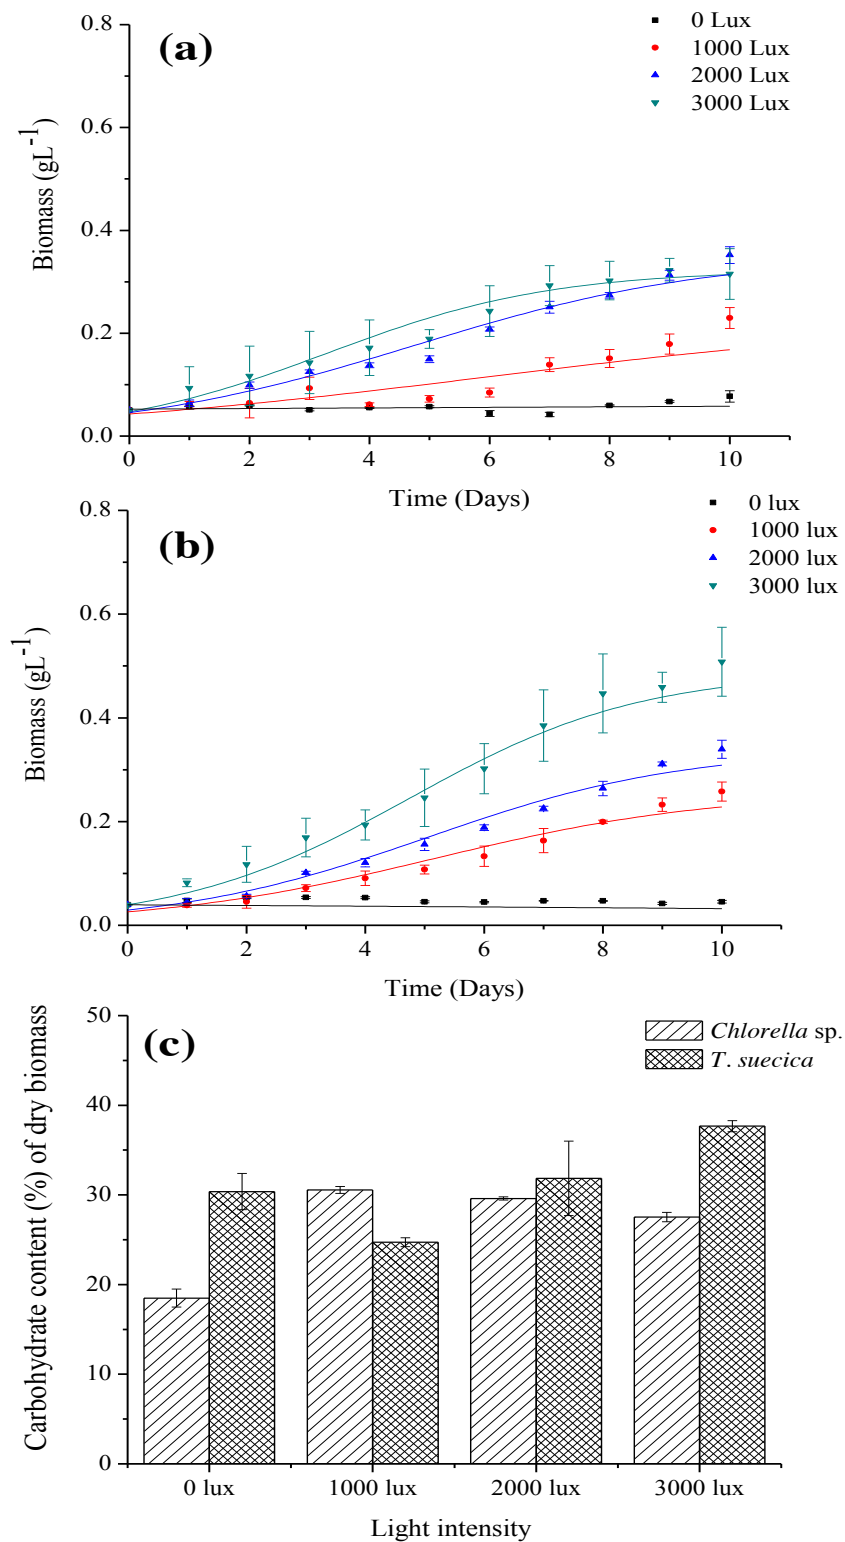 (a)
0 Lux
1000 Lux
2000 Lux
3000 Lux
Biomass (gL-1)
0.8
0.6
0.4
0.2
0.0
0 2 4 6 8 10
Time (Days)
(b)
0 lux
1000 lux
2000 lux
3000 lux
Biomass (gL-1)
0.8
0.6
0.4
0.2
0.0
0 2 4 6 8 10
Time (Days)
(c)
Chlorella sp.
T. suecica
Carbohydrate content (%) of dry biomass
50
40
30
20
10
0
0 lux 1000 lux 2000 lux 3000 lux
Light intensity